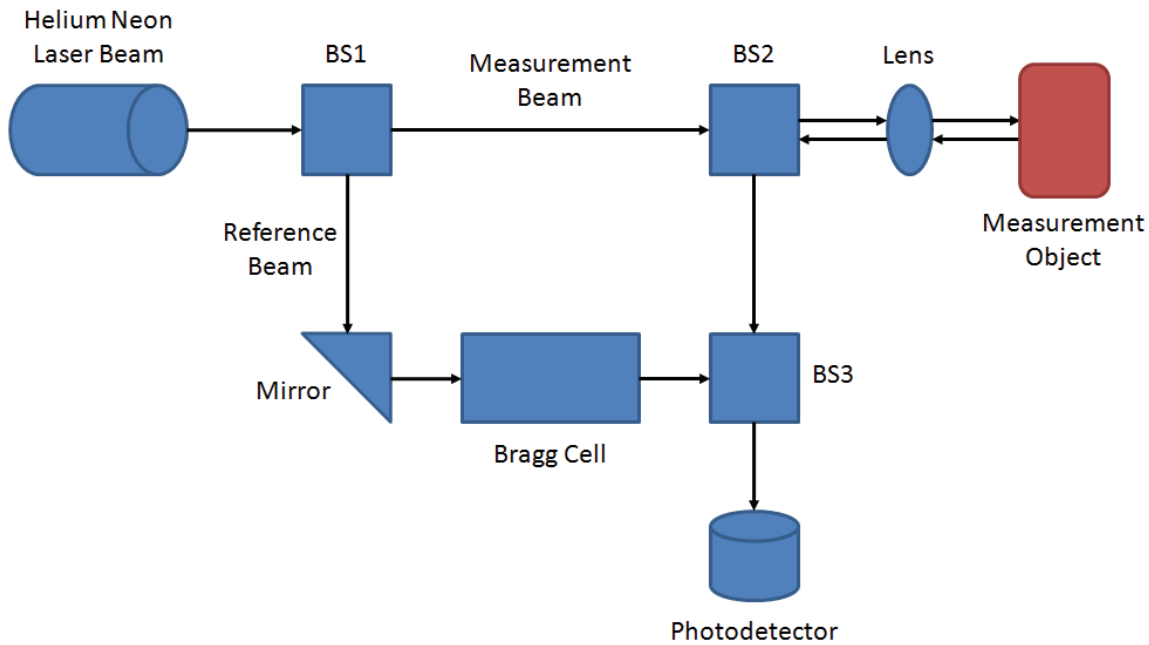 Helium Neon
Laser Beam
BS1
Measurement
Beam
BS2
Lens
Measurement
Object
Reference
Beam
Mirror
Bragg Cell
BS3
Photodetector